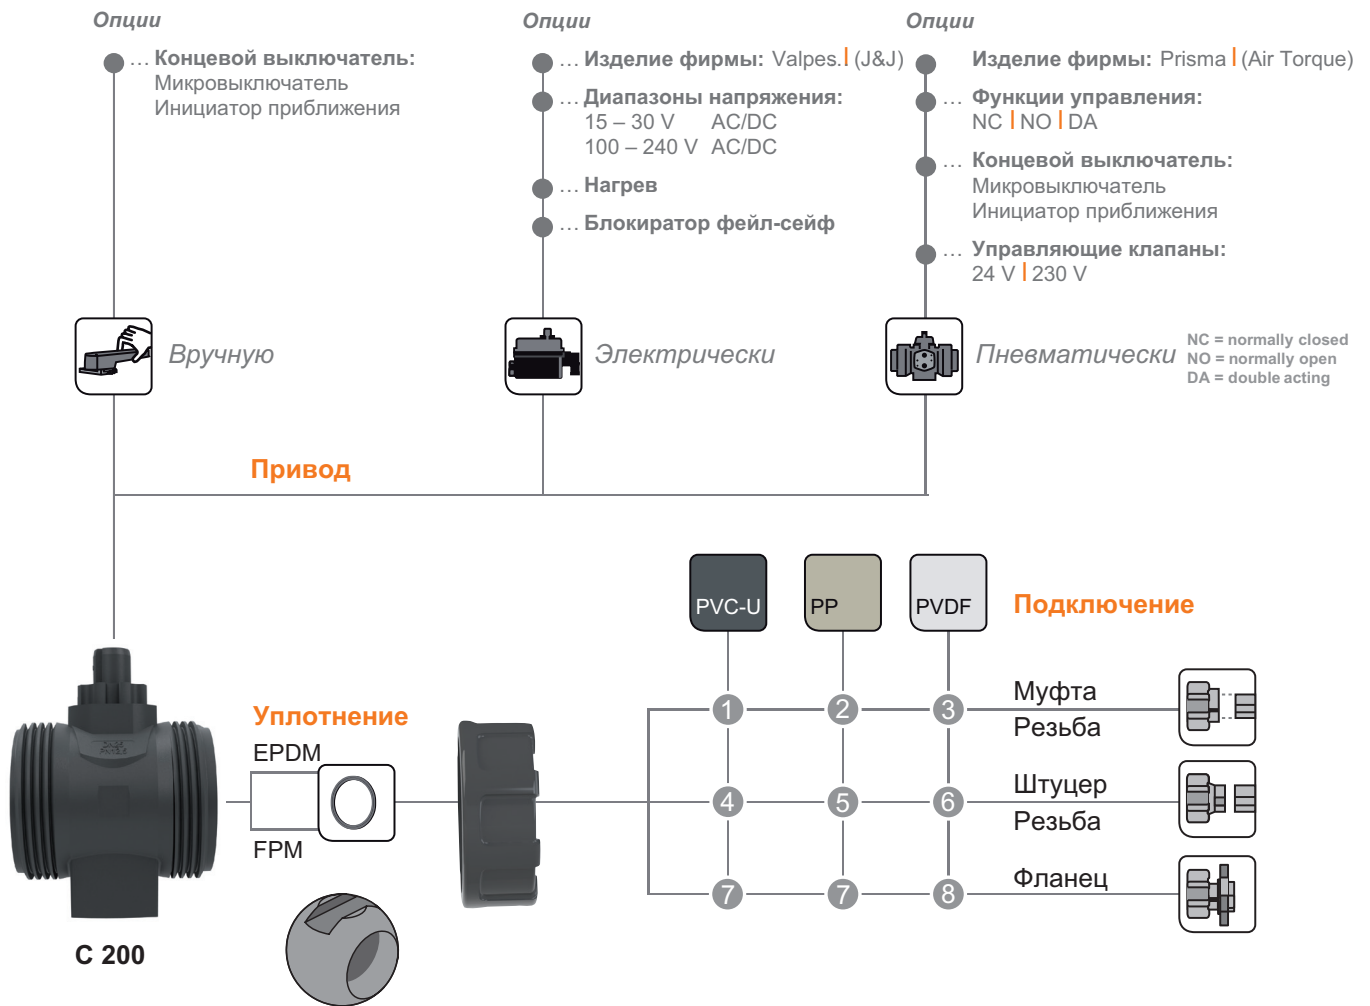 Опции
… Концевой выключатель:
Микровыключатель
Инициатор приближения
Вручную
Опции
… Изделие фирмы: Valpes.. | (J&J)
… Диапазоны напряжения:
15 – 30 V AC/DC
100 – 240 V AC/DC
… Нагрев
… Блокиратор фейл-сейф
Электрически
Опции
Изделие фирмы: Prisma | (Air Torque)
… Функции управления:
NC | NO | DA
… Концевой выключатель:
Микровыключатель
Инициатор приближения
… Управляющие клапаны:
24 V | 230 V
Пневматически
NC = normally closed
NO = normally open
DA = double acting
Привод
PVC-U
PP
PVDF
Подключение
1 2 3 Муфта
Резьба
4 5 6 Штуцер
Резьба
7 7 8 Фланец
Уплотнение
EPDM
FPM
C 200